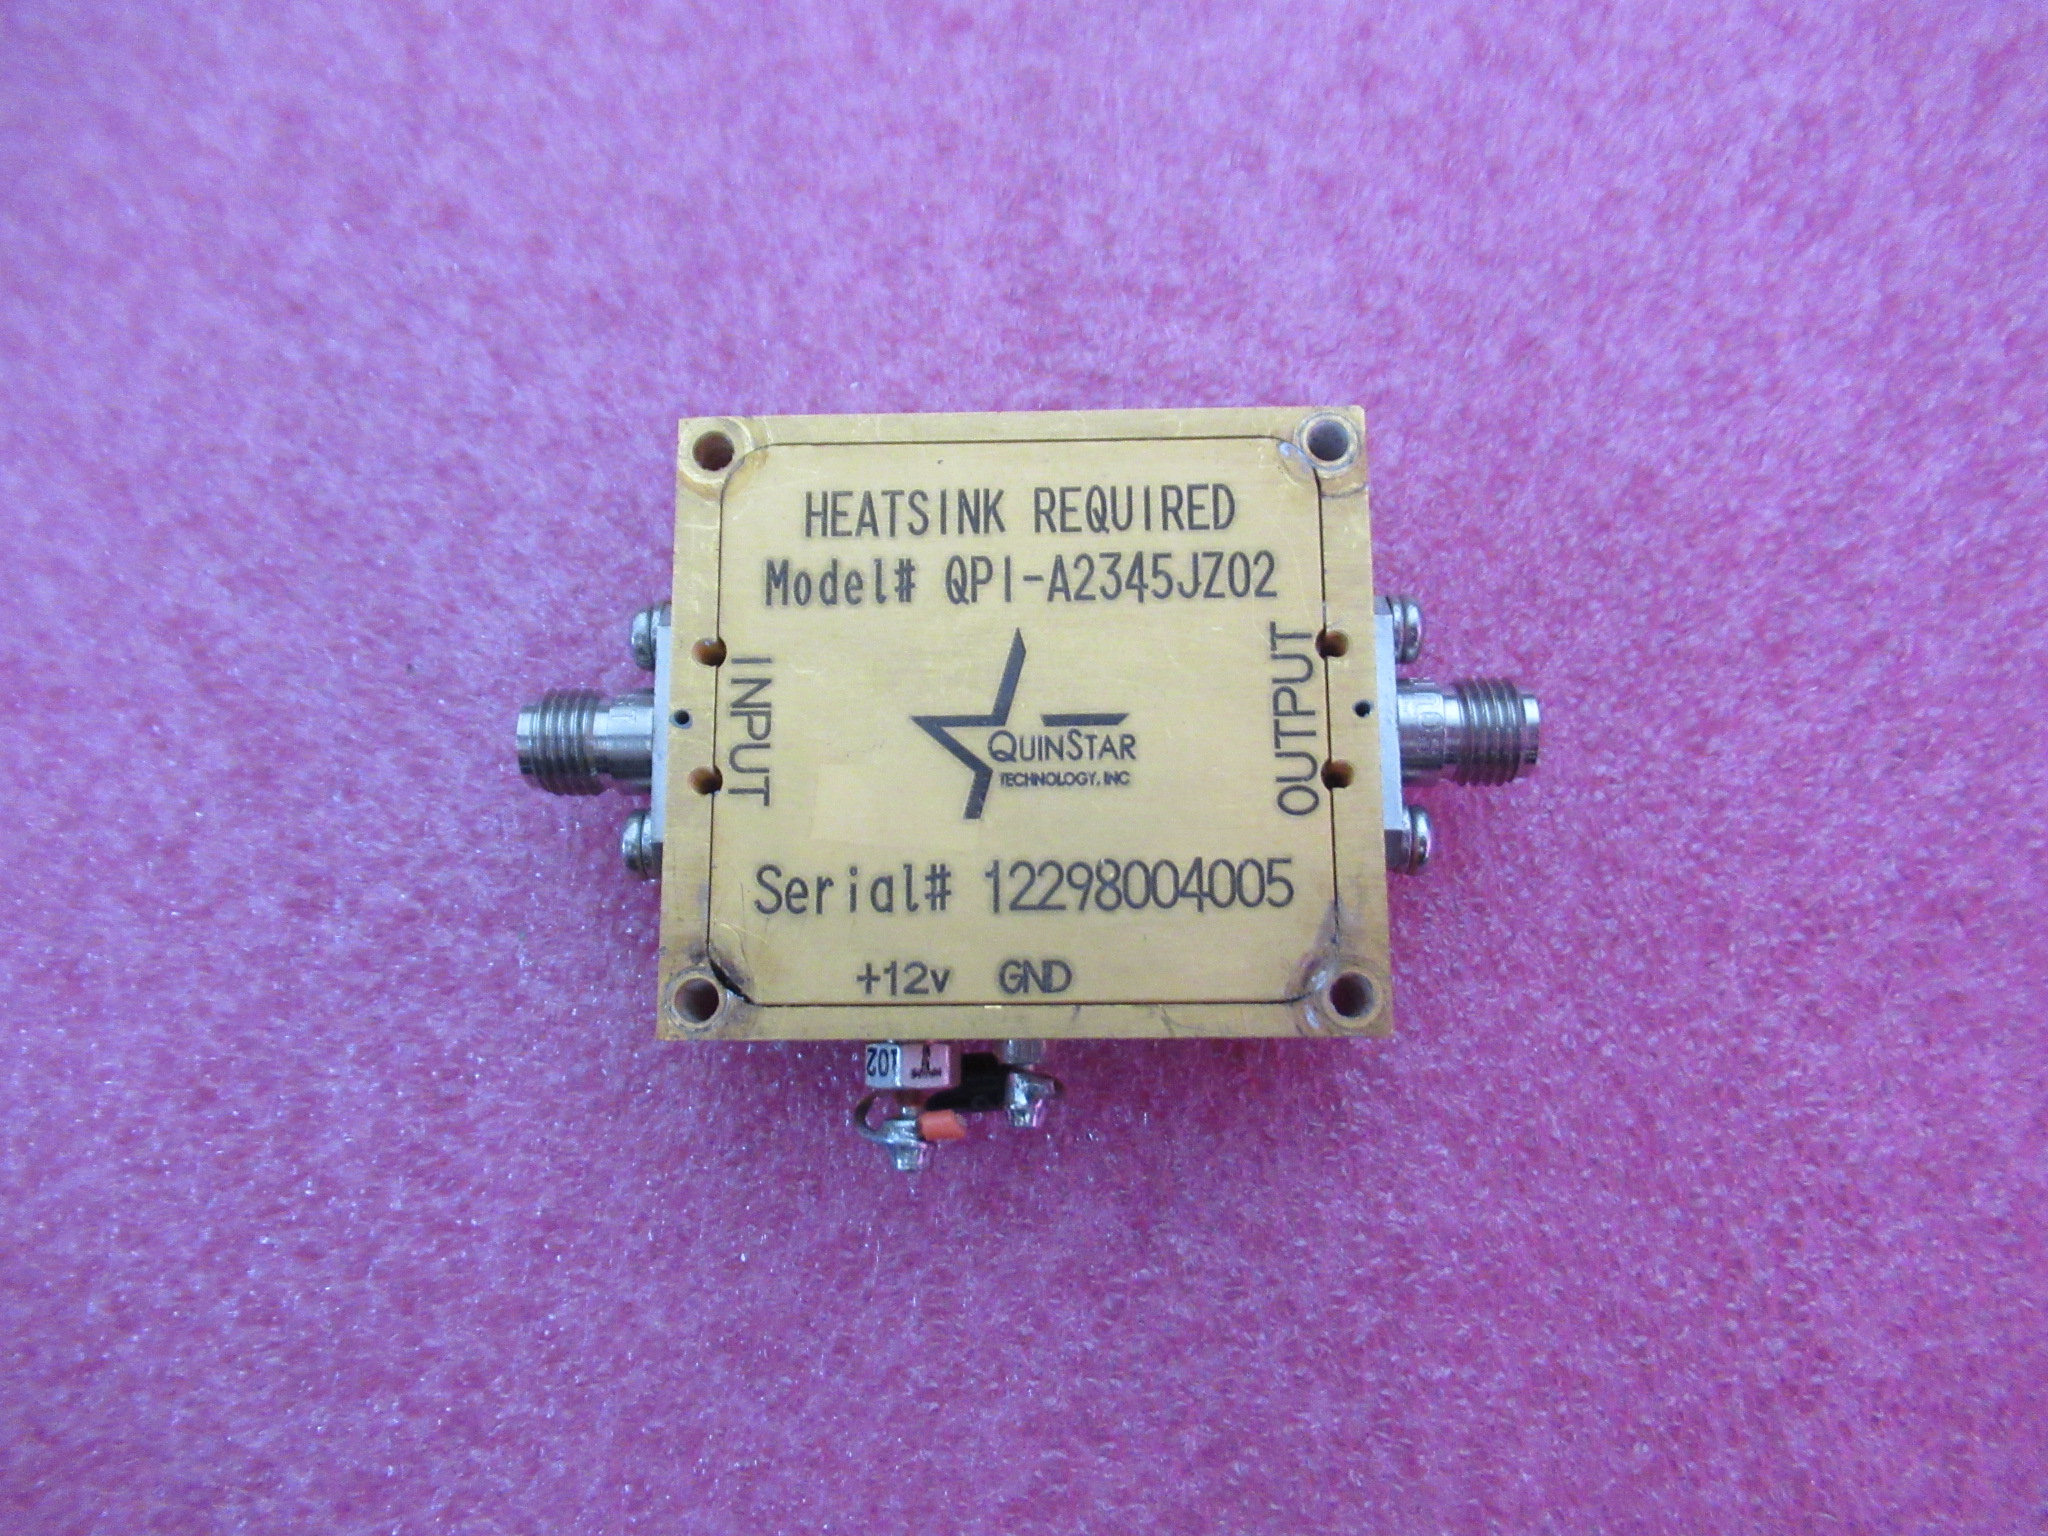 HEATSINK REQUIRED
Model# QPI-A2345JZ02
INPUT
OUTPUT
QUINSTAR
TECHNOLOGY, INC
Serial# 12298004005
+12v GND
102